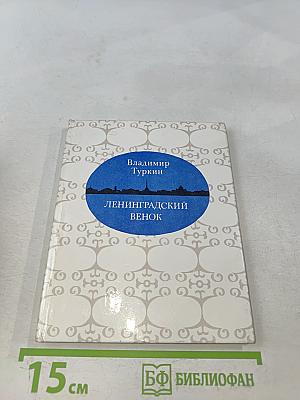 Владимир
Туркин
ЛЕНИНГРАДСКИЙ
ВЕНОК
15 см
БФ БИБЛИОФАН